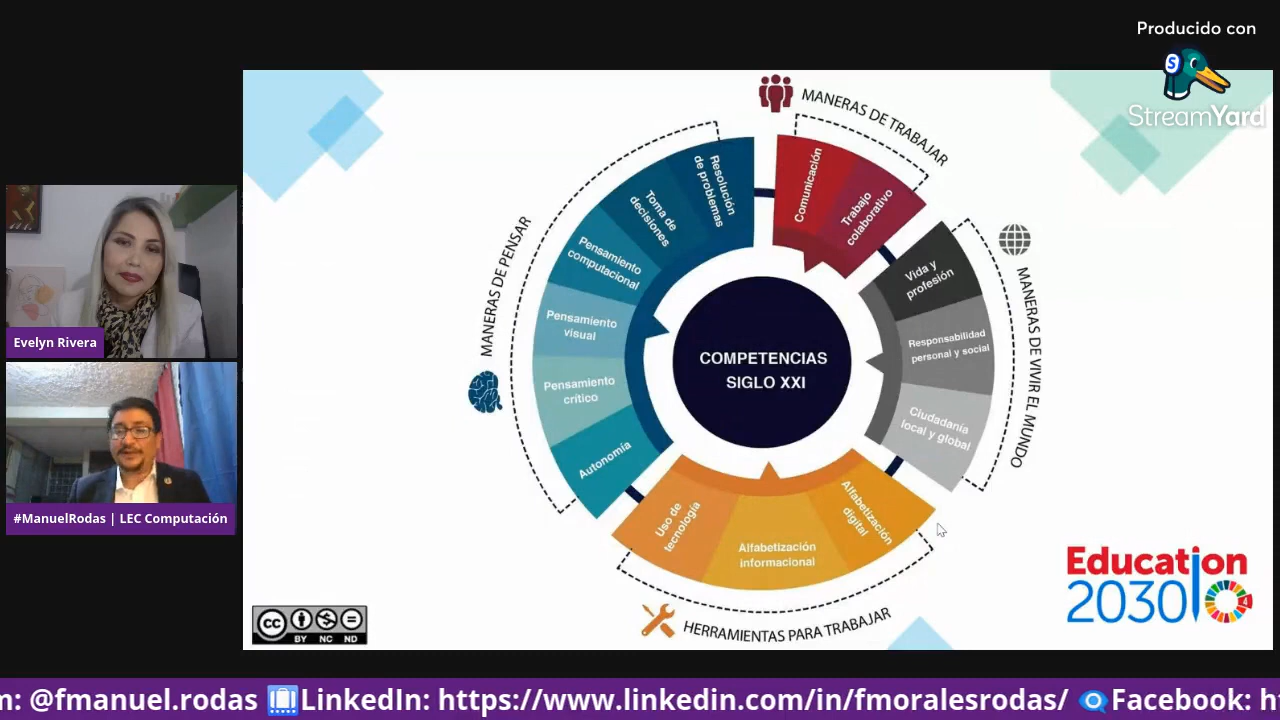 Producido con
StreamYard
MANERAS DE TRABAJAR
Comunicación
Trabajo
colaborativo
MANERAS DE PENSAR
Resolución
de problemas
Toma de
decisiones
Pensamiento
computacional
Pensamiento
visual
Pensamiento
crítico
Autonomía
COMPETENCIAS
SIGLO XXI
MANERAS DE VIVIR EL MUNDO
Vida y
profesión
Responsabilidad
personal y social
Ciudadanía
local y global
Uso de
tecnología
Alfabetización
informacional
Alfabetización
digital
HERRAMIENTAS PARA TRABAJAR
Evelyn Rivera
#ManuelRodas | LEC Computación
cc
BY NC ND
Education
2030
m: @fmanuel.rodas LinkedIn: https://www.linkedin.com/in/fmoralesrodas/ Facebook: h